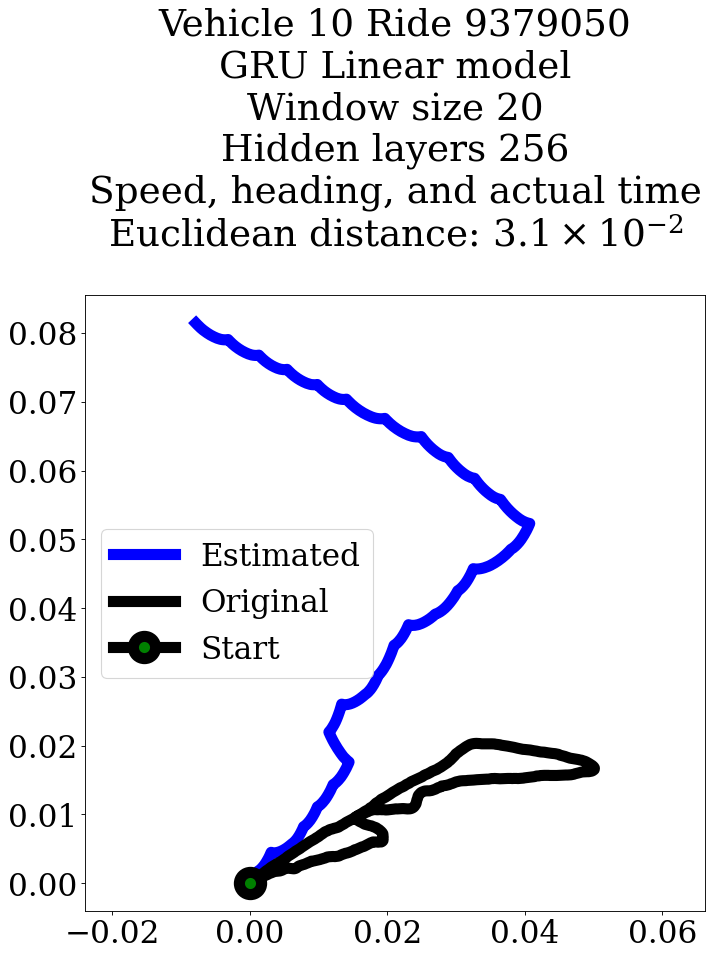 Vehicle 10 Ride 9379050
GRU Linear model
Window size 20
Hidden layers 256
Speed, heading, and actual time
Euclidean distance: 3.1 × 10⁻²
0.08
0.07
0.06
0.05
0.04
0.03
0.02
0.01
0.00
Estimated
Original
Start
−0.02 0.00 0.02 0.04 0.06